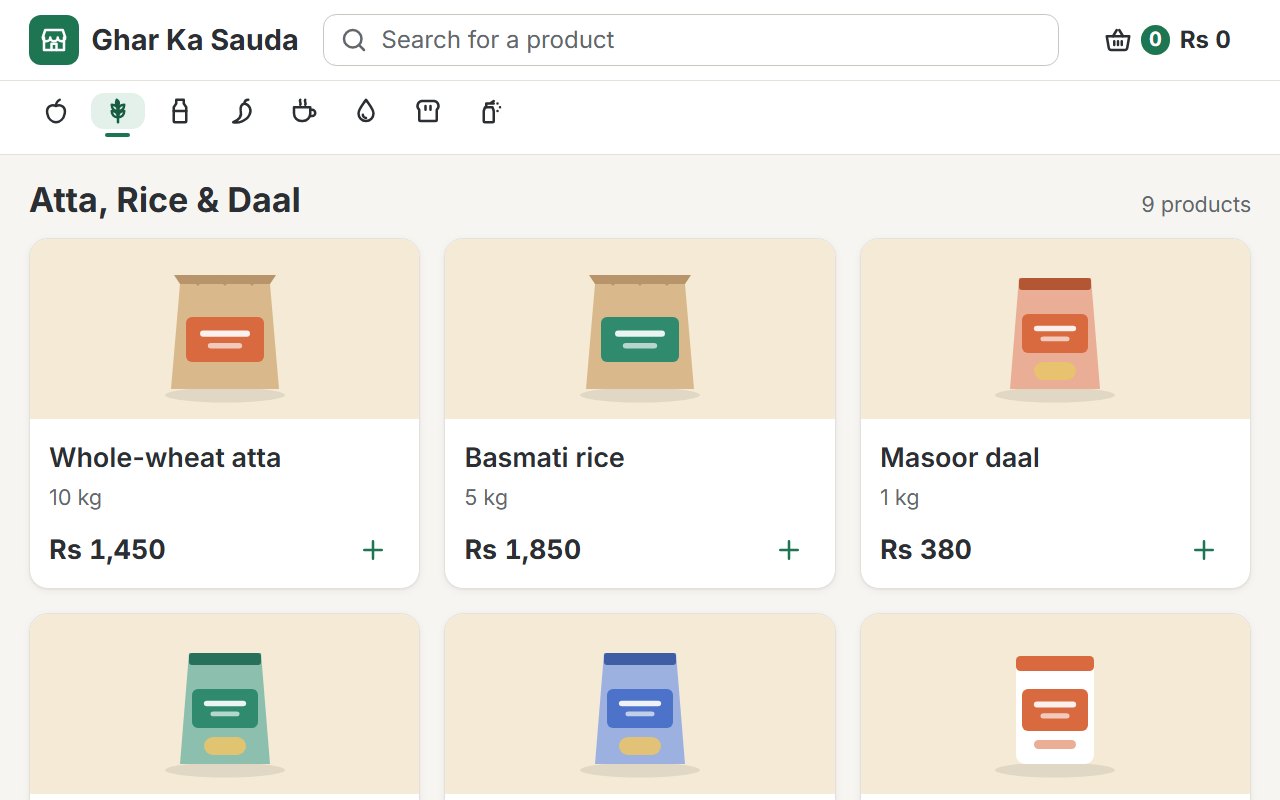 Ghar Ka Sauda
Search for a product
0 Rs 0
Atta, Rice & Daal
9 products
Whole-wheat atta
10 kg
Rs 1,450
Basmati rice
5 kg
Rs 1,850
Masoor daal
1 kg
Rs 380